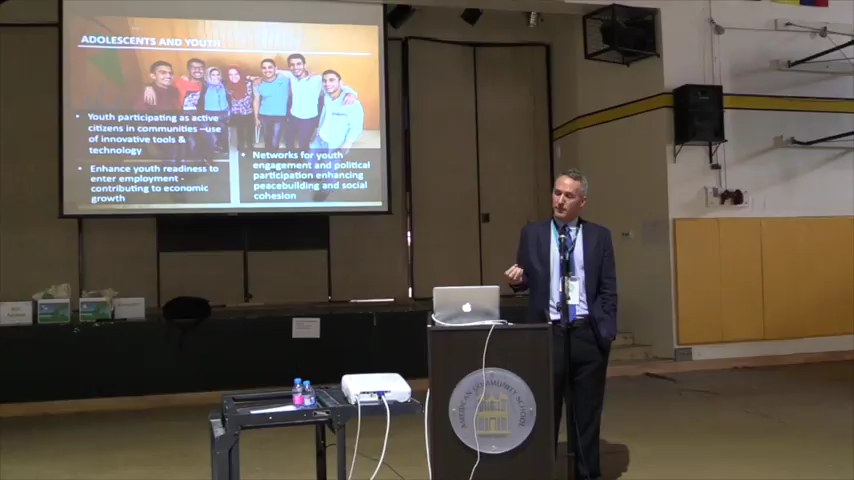 ADOLESCENTS AND YOUTH
• Youth participating as active
citizens in communities –use
of innovative tools &
technology
• Enhance youth readiness to
enter employment -
contributing to economic
growth
• Networks for youth
engagement and political
participation enhancing
peacebuilding and social
cohesion